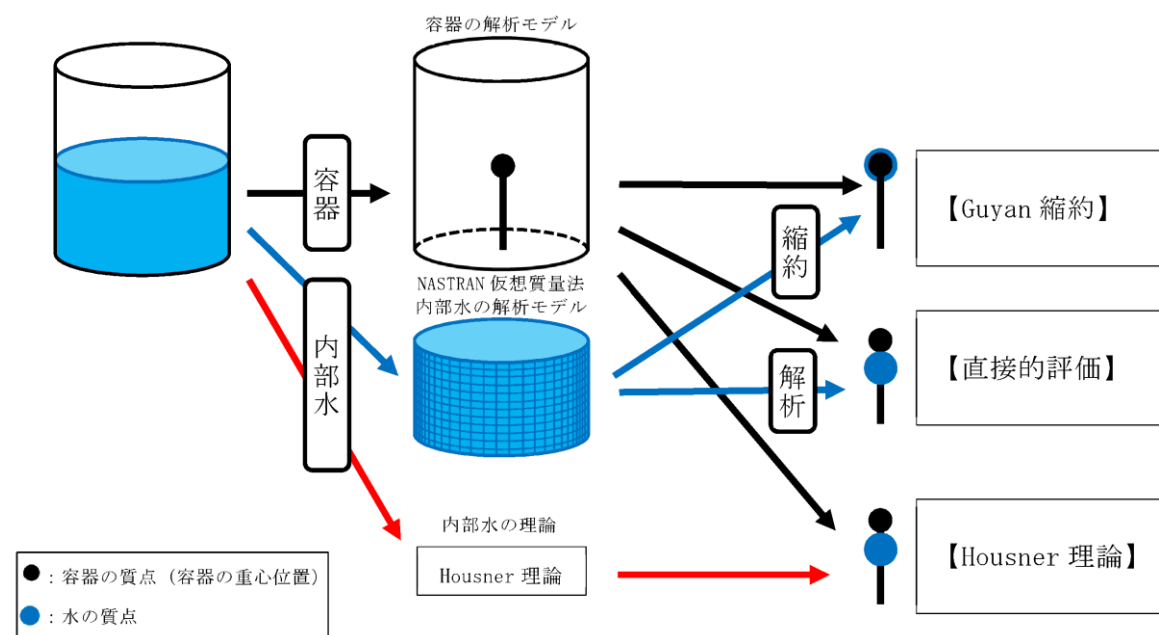 容器の解析モデル
容器
NASTRAN 仮想質量法
内部水の解析モデル
内部水
縮約
解析
【Guyan 縮約】
【直接的評価】
内部水の理論
Housner 理論
【Housner 理論】
:容器の質点(容器の重心位置)
:水の質点